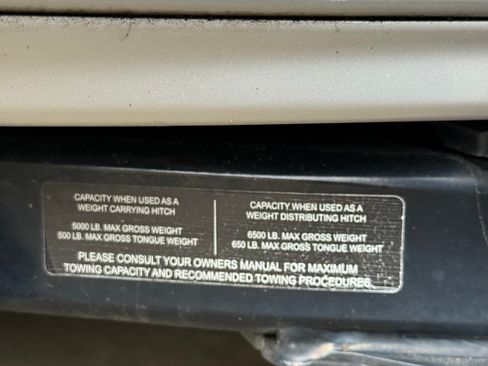 CAPACITY WHEN USED AS A
WEIGHT CARRYING HITCH
5000 LB. MAX GROSS WEIGHT
500 LB. MAX GROSS TONGUE WEIGHT
CAPACITY WHEN USED AS A
WEIGHT DISTRIBUTING HITCH
6500 LB. MAX GROSS WEIGHT
650 LB. MAX GROSS TONGUE WEIGHT
PLEASE CONSULT YOUR OWNERS MANUAL FOR MAXIMUM
TOWING CAPACITY AND RECOMMENDED TOWING PROCEDURES